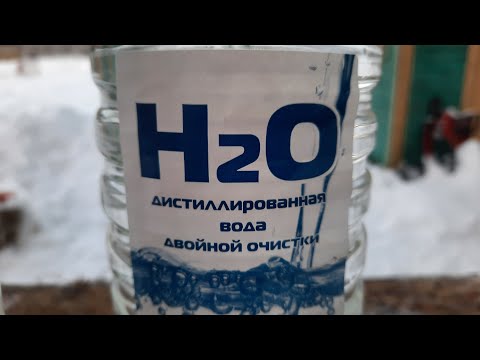 H2O
ДИСТИЛЛИРОВАННАЯ
ВОДА
ДВОЙНОЙ ОЧИСТКИ